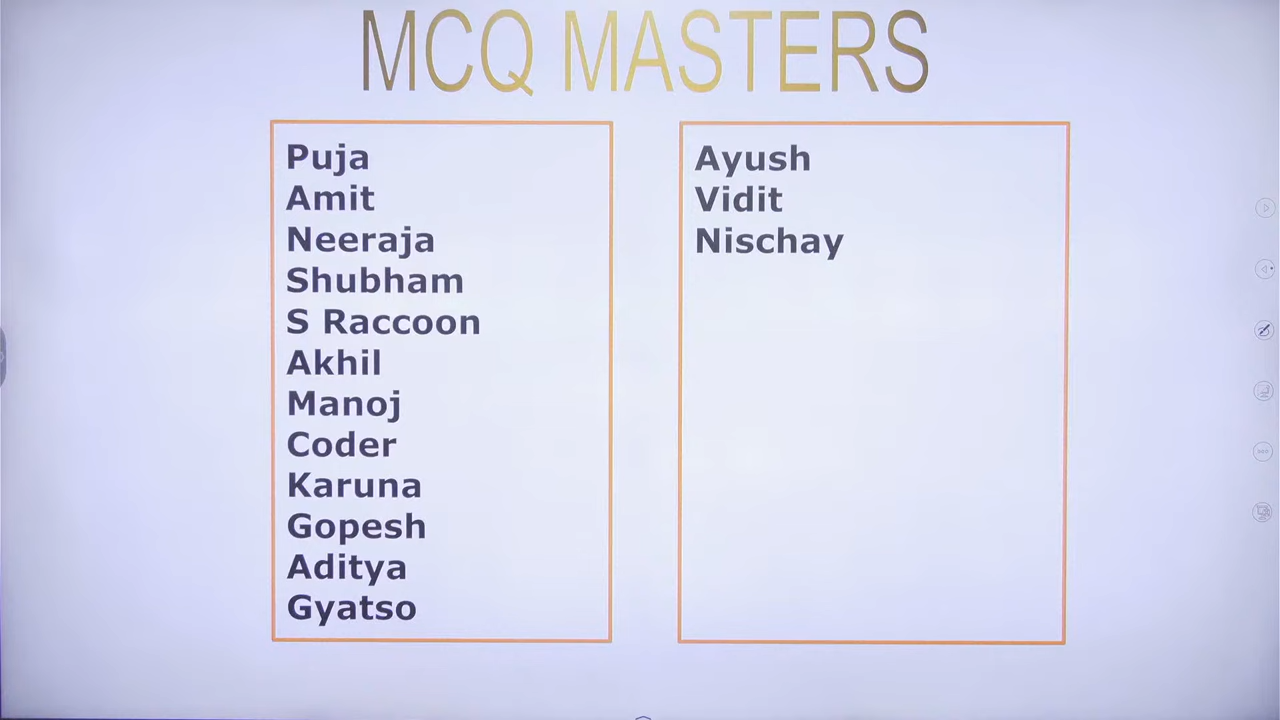 MCQ MASTERS
Puja
Amit
Neeraja
Shubham
S Raccoon
Akhil
Manoj
Coder
Karuna
Gopesh
Aditya
Gyatso
Ayush
Vidit
Nischay